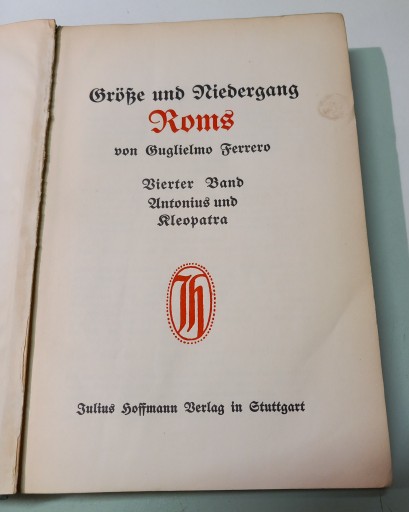 Größe und Niedergang
Roms
von Guglielmo Ferrero
Vierter Band
Antonius und
Kleopatra
JH
Julius Hoffmann Verlag in Stuttgart